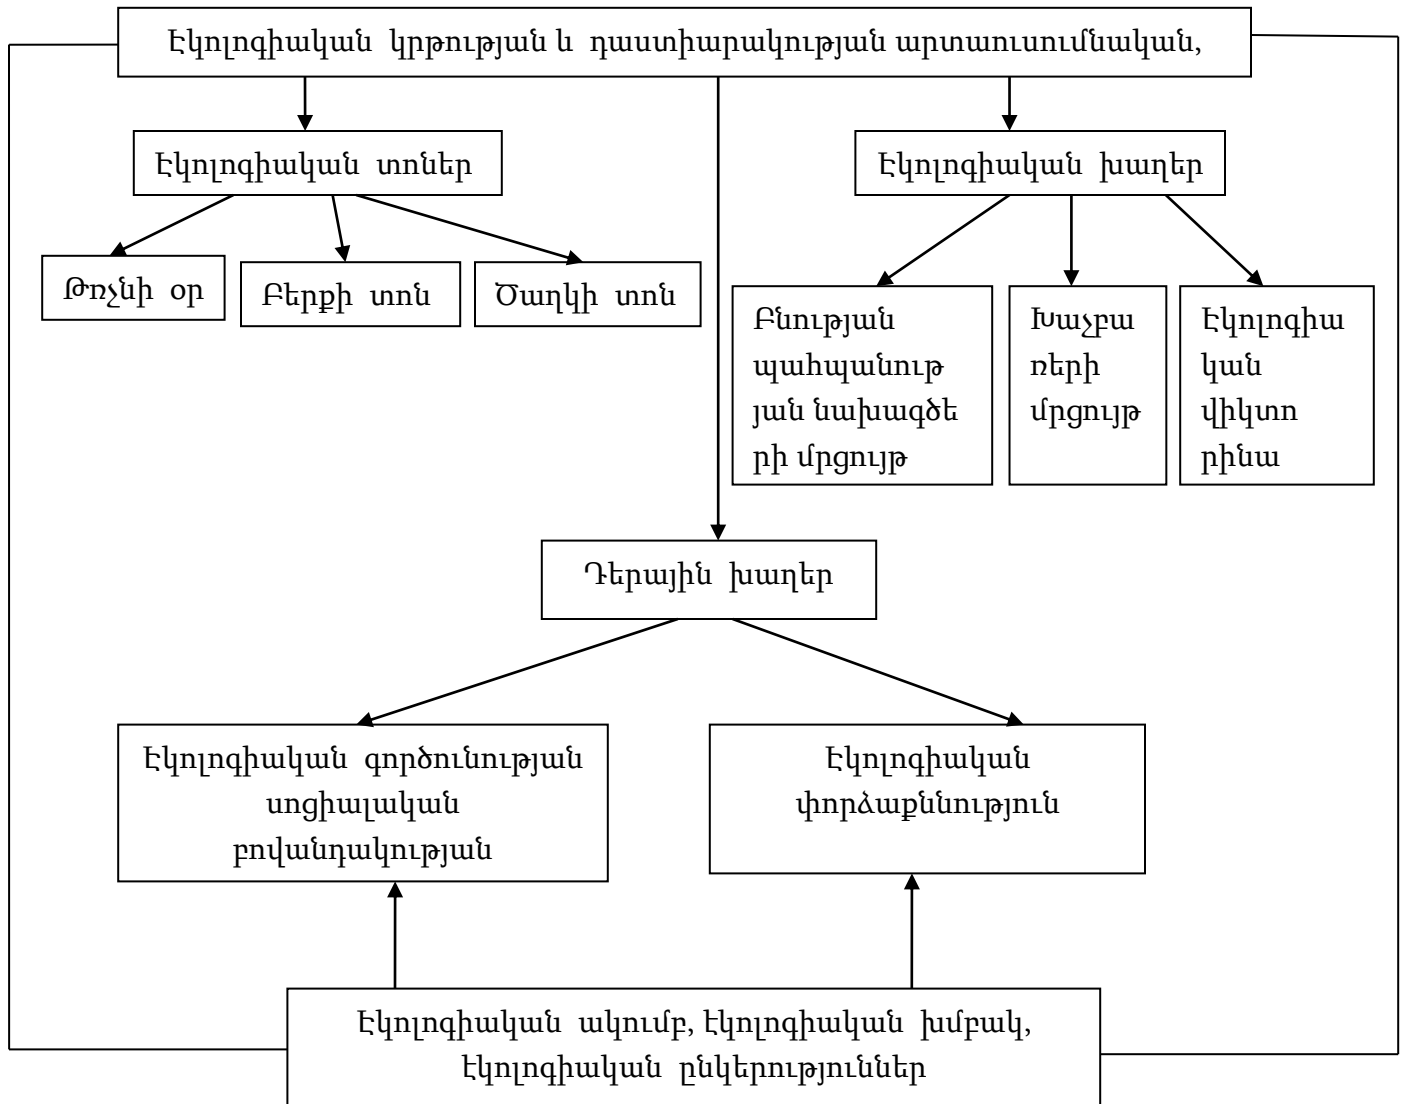 Էկոլոգիական կրթության և դաստիարակության արտաուսումնական,
Էկոլոգիական տոներ
Էկոլոգիական խաղեր
Թռչնի օր
Բերքի տոն
Ծաղկի տոն
Բնության
պահպանութ
յան նախագծե
րի մրցույթ
Խաչբա
ռերի
մրցույթ
Էկոլոգիա
կան
վիկտո
րինա
Դերային խաղեր
Էկոլոգիական գործունության
սոցիալական
բովանդակության
Էկոլոգիական
փորձաքննություն
Էկոլոգիական ակումբ, էկոլոգիական խմբակ,
էկոլոգիական ընկերություններ